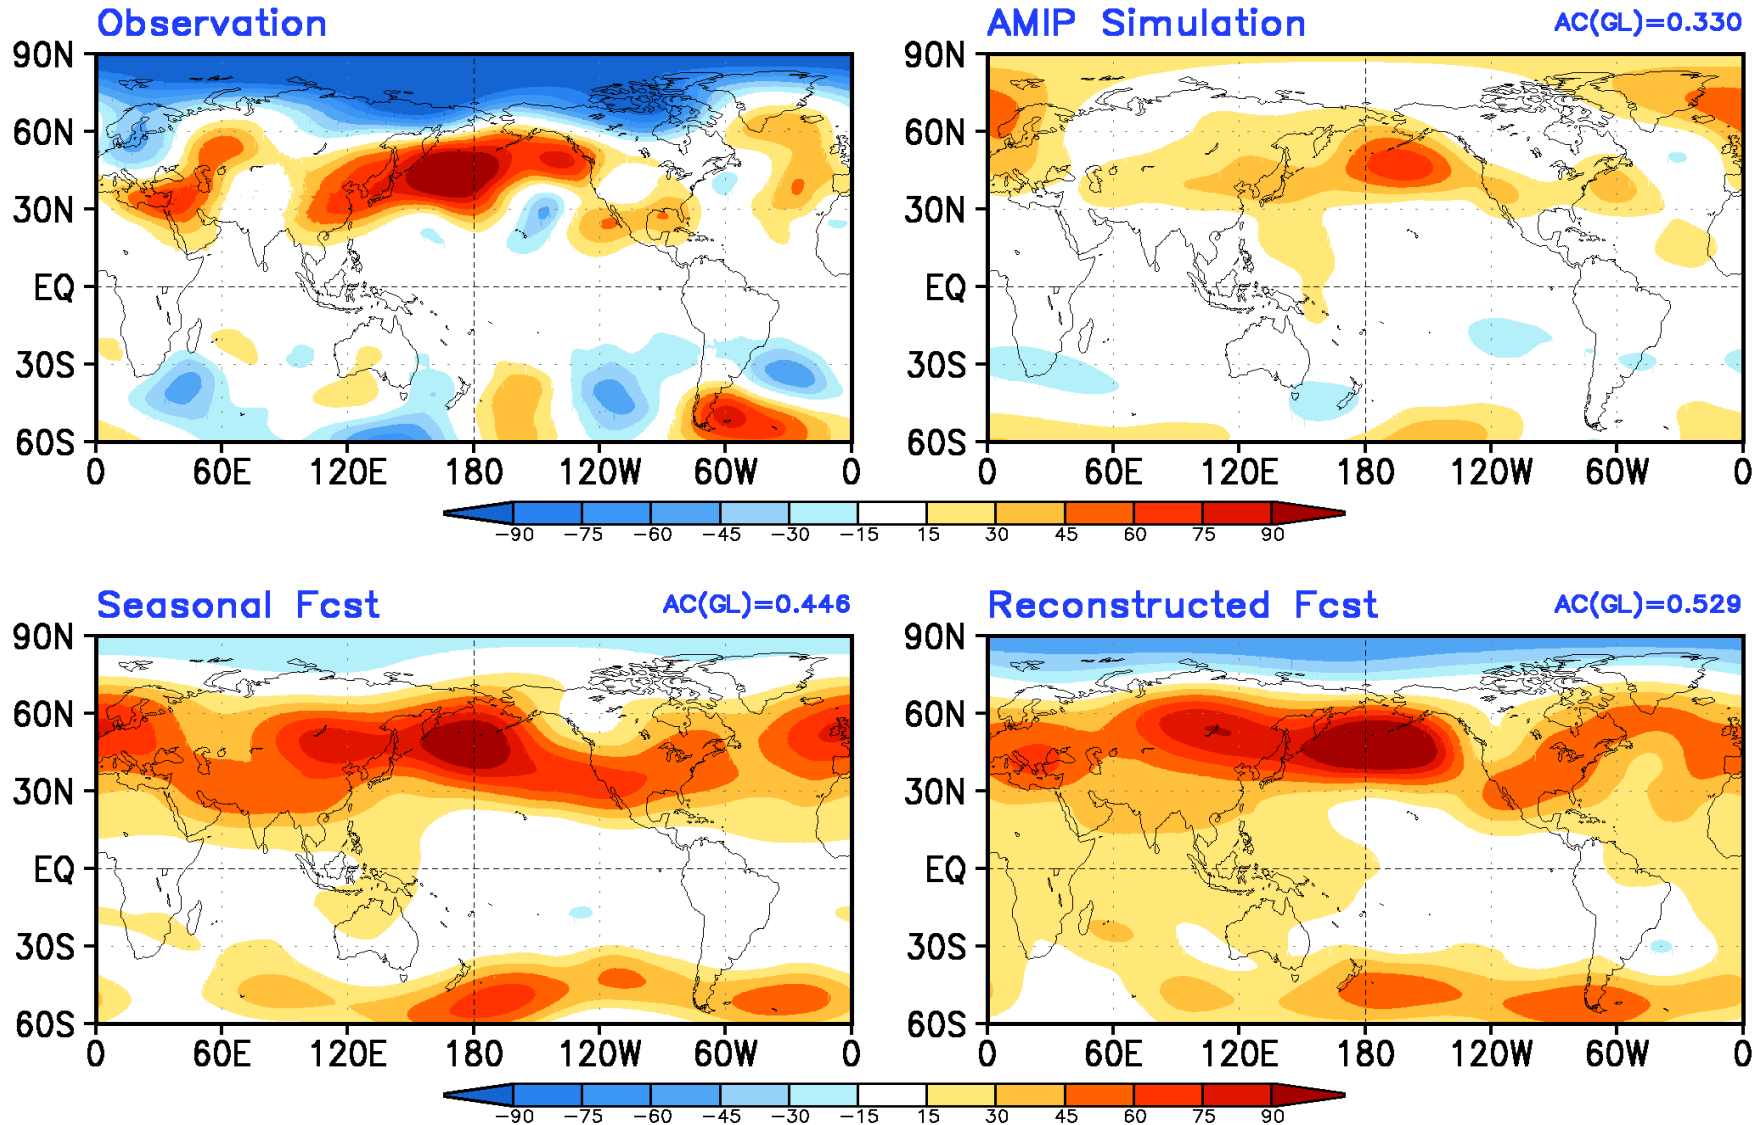 Observation
AMIP Simulation AC(GL)=0.330
90N 90N
60N 60N
30N 30N
EQ EQ
30S 30S
60S 60S
0 60E 120E 180 120W 60W 0 0 60E 120E 180 120W 60W 0
-90 -75 -60 -45 -30 -15 15 30 45 60 75 90
Seasonal Fcst AC(GL)=0.446
Reconstructed Fcst AC(GL)=0.529
90N 90N
60N 60N
30N 30N
EQ EQ
30S 30S
60S 60S
0 60E 120E 180 120W 60W 0 0 60E 120E 180 120W 60W 0
-90 -75 -60 -45 -30 -15 15 30 45 60 75 90